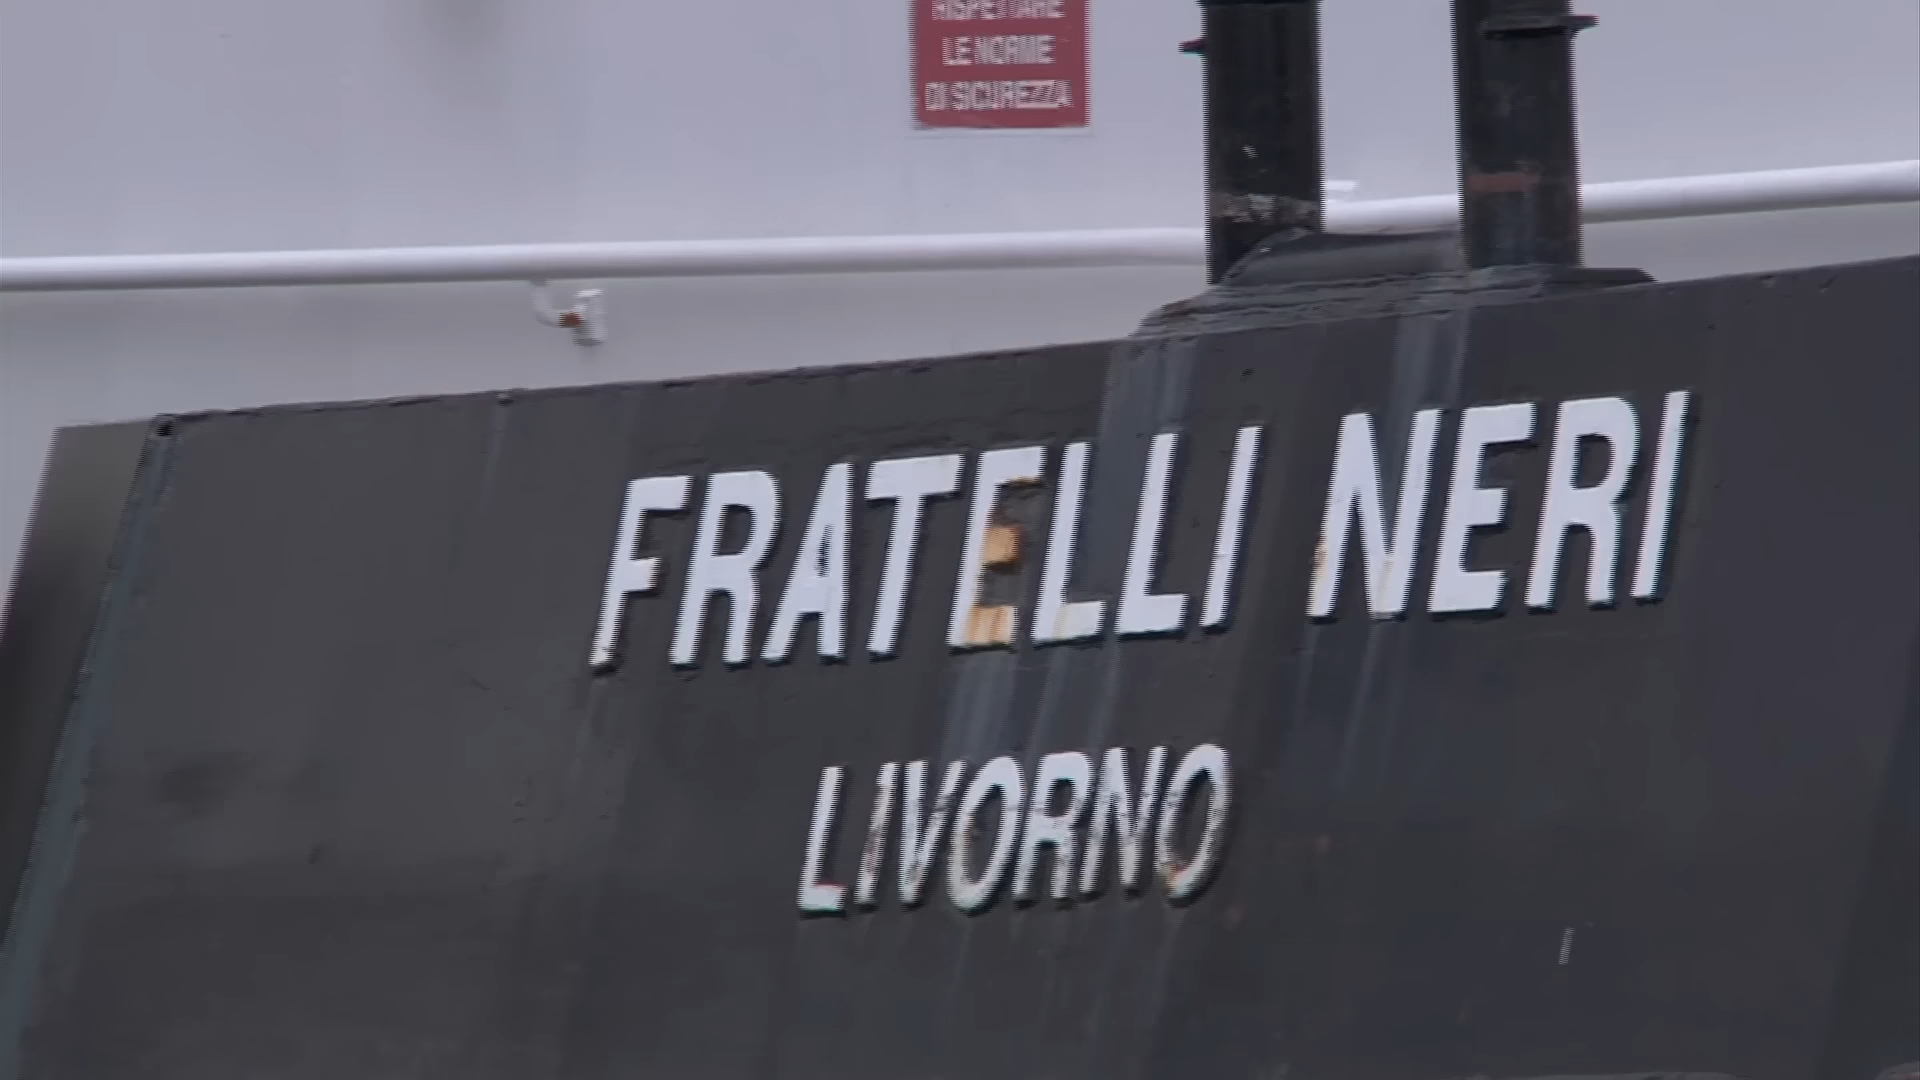 RISPETTARE
LE NORME
DI SICUREZZA
FRATELLI NERI
LIVORNO